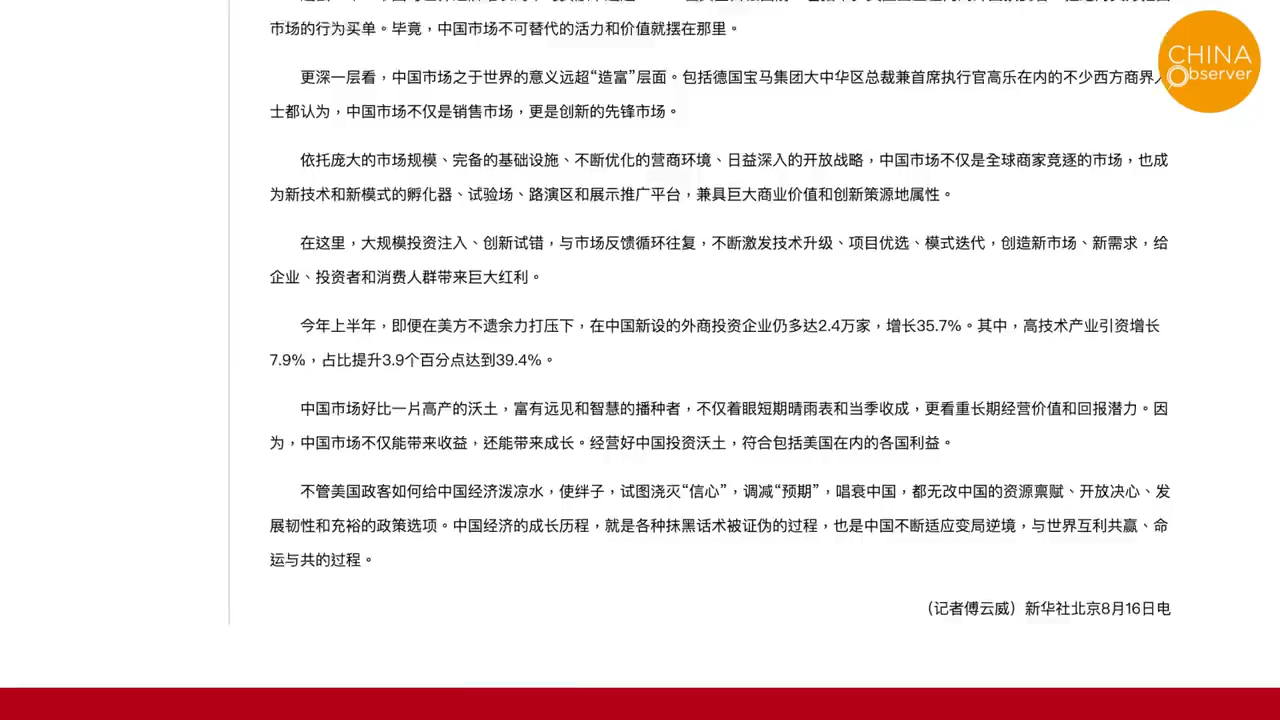 市场的行为买单。毕竟，中国市场不可替代的活力和价值就摆在那里。
CHINA
Observer
更深一层看，中国市场之于世界的意义远超“造富”层面。包括德国宝马集团大中华区总裁兼首席执行官高乐在内的不少西方商界人
士都认为，中国市场不仅是销售市场，更是创新的先锋市场。
依托庞大的市场规模、完备的基础设施、不断优化的营商环境、日益深入的开放战略，中国市场不仅是全球商家竞逐的市场，也成
为新技术和新模式的孵化器、试验场、路演区和展示推广平台，兼具巨大商业价值和创新策源地属性。
在这里，大规模投资注入、创新试错，与市场反馈循环往复，不断激发技术升级、项目优选、模式迭代，创造新市场、新需求，给
企业、投资者和消费人群带来巨大红利。
今年上半年，即便在美方不遗余力打压下，在中国新设的外商投资企业仍多达2.4万家，增长35.7%。其中，高技术产业引资增长
7.9%，占比提升3.9个百分点达到39.4%。
中国市场好比一片高产的沃土，富有远见和智慧的播种者，不仅着眼短期晴雨表和当季收成，更看重长期经营价值和回报潜力。因
为，中国市场不仅能带来收益，还能带来成长。经营好中国投资沃土，符合包括美国在内的各国利益。
不管美国政客如何给中国经济泼凉水，使绊子，试图浇灭“信心”，调减“预期”，唱衰中国，都无改中国的资源禀赋、开放决心、发
展韧性和充裕的政策选项。中国经济的成长历程，就是各种抹黑话术被证伪的过程，也是中国不断适应变局逆境，与世界互利共赢、命
运与共的过程。
（记者傅云威）新华社北京8月16日电